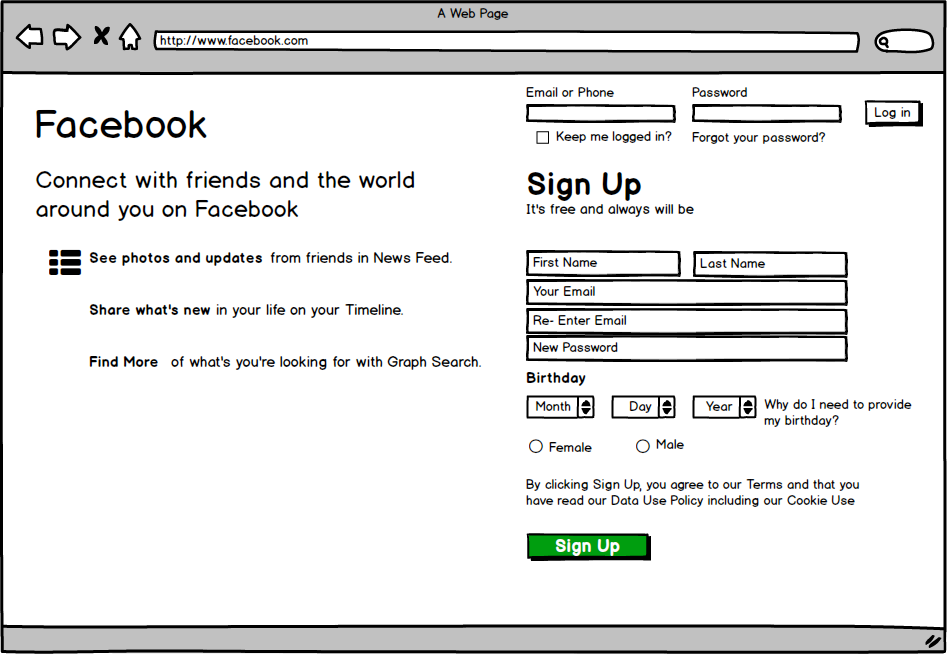 A Web Page
http://www.facebook.com
Email or Phone
Password
Facebook
Log in
Keep me logged in?
Forgot your password?
Connect with friends and the world
around you on Facebook
Sign Up
It's free and always will be
See photos and updates from friends in News Feed.
Share what's new in your life on your Timeline.
Find More of what's you're looking for with Graph Search.
First Name
Last Name
Your Email
Re- Enter Email
New Password
Birthday
Month
Day
Year
Why do I need to provide
my birthday?
Female
Male
By clicking Sign Up, you agree to our Terms and that you
have read our Data Use Policy including our Cookie Use
Sign Up